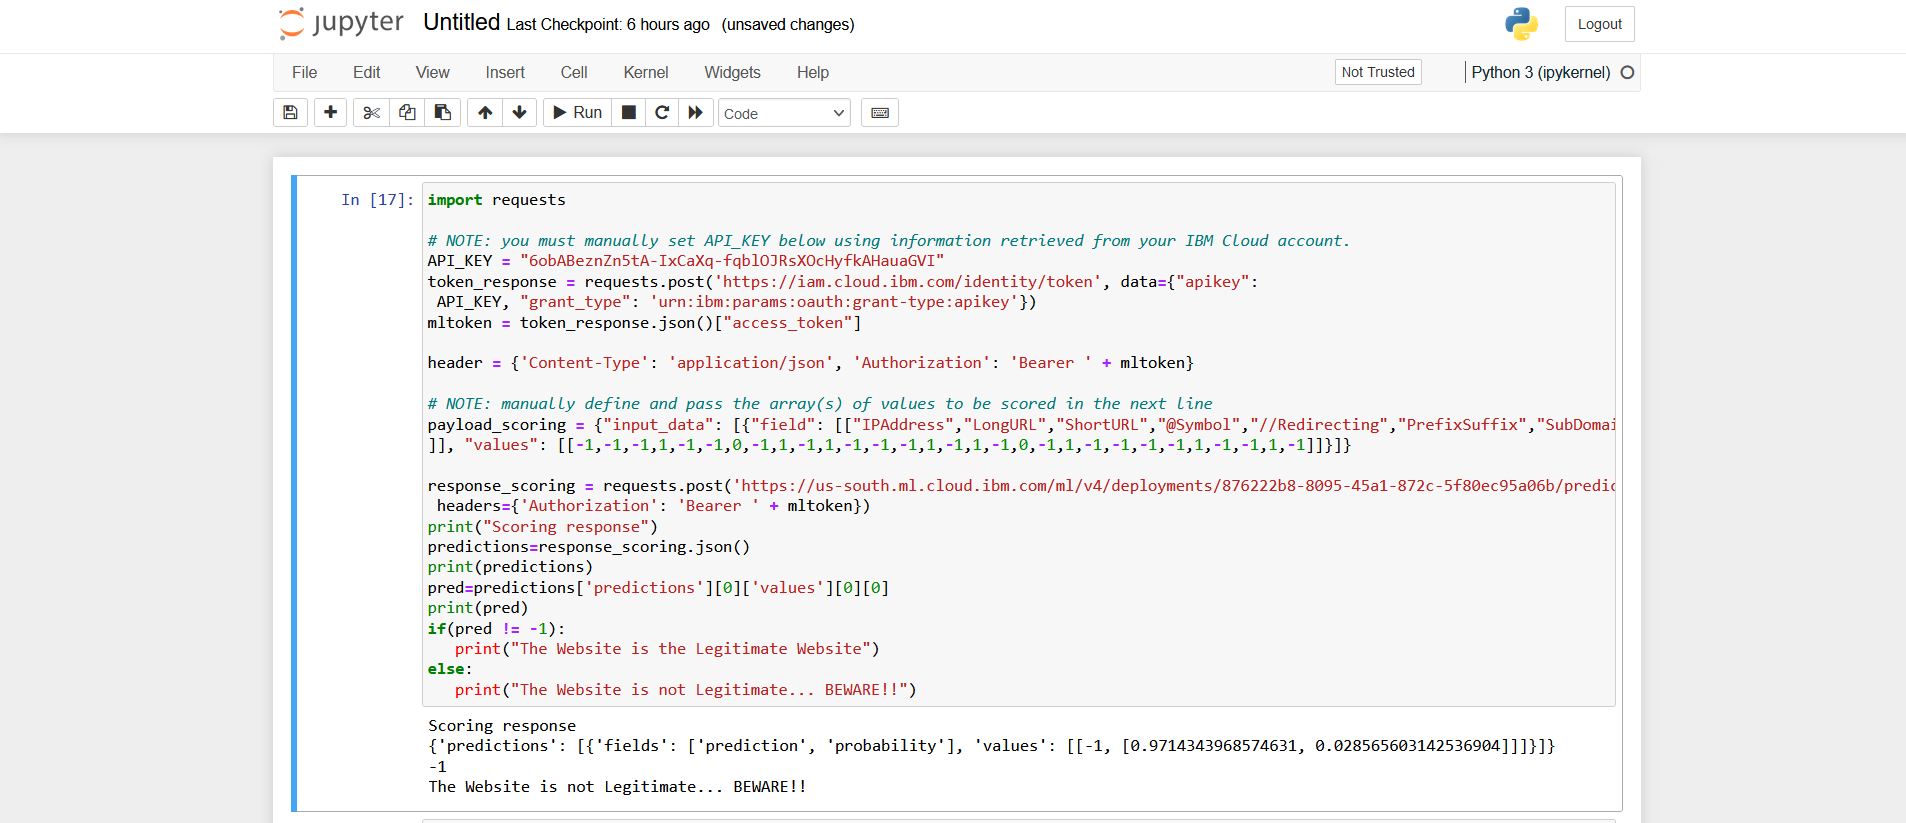 jupyter Untitled Last Checkpoint: 6 hours ago (unsaved changes) Logout
File Edit View Insert Cell Kernel Widgets Help Not Trusted Python 3 (ipykernel)
Run Code
In [17]: import requests
# NOTE: you must manually set API_KEY below using information retrieved from your IBM Cloud account.
API_KEY = "6obABeznZn5tA-IxCaXq-fqblOJRsXOcHyfkAHauaGVI"
token_response = requests.post('https://iam.cloud.ibm.com/identity/token', data={"apikey":
API_KEY, "grant_type": 'urn:ibm:params:oauth:grant-type:apikey'})
mltoken = token_response.json()["access_token"]
header = {'Content-Type': 'application/json', 'Authorization': 'Bearer ' + mltoken}
# NOTE: manually define and pass the array(s) of values to be scored in the next line
payload_scoring = {"input_data": [{"field": [["IPAddress","LongURL","ShortURL","@Symbol","//Redirecting","PrefixSuffix","SubDomai
]], "values": [[-1,-1,-1,1,-1,-1,0,-1,1,-1,1,-1,-1,-1,1,-1,1,-1,0,-1,1,-1,-1,-1,-1,1,-1,-1,1,-1]]}]}
response_scoring = requests.post('https://us-south.ml.cloud.ibm.com/ml/v4/deployments/876222b8-8095-45a1-872c-5f80ec95a06b/predic
headers={'Authorization': 'Bearer ' + mltoken})
print("Scoring response")
predictions=response_scoring.json()
print(predictions)
pred=predictions['predictions'][0]['values'][0][0]
print(pred)
if(pred != -1):
print("The Website is the Legitimate Website")
else:
print("The Website is not Legitimate... BEWARE!!")
Scoring response
{'predictions': [{'fields': ['prediction', 'probability'], 'values': [[-1, [0.9714343968574631, 0.028565603142536904]]]}]}
-1
The Website is not Legitimate... BEWARE!!